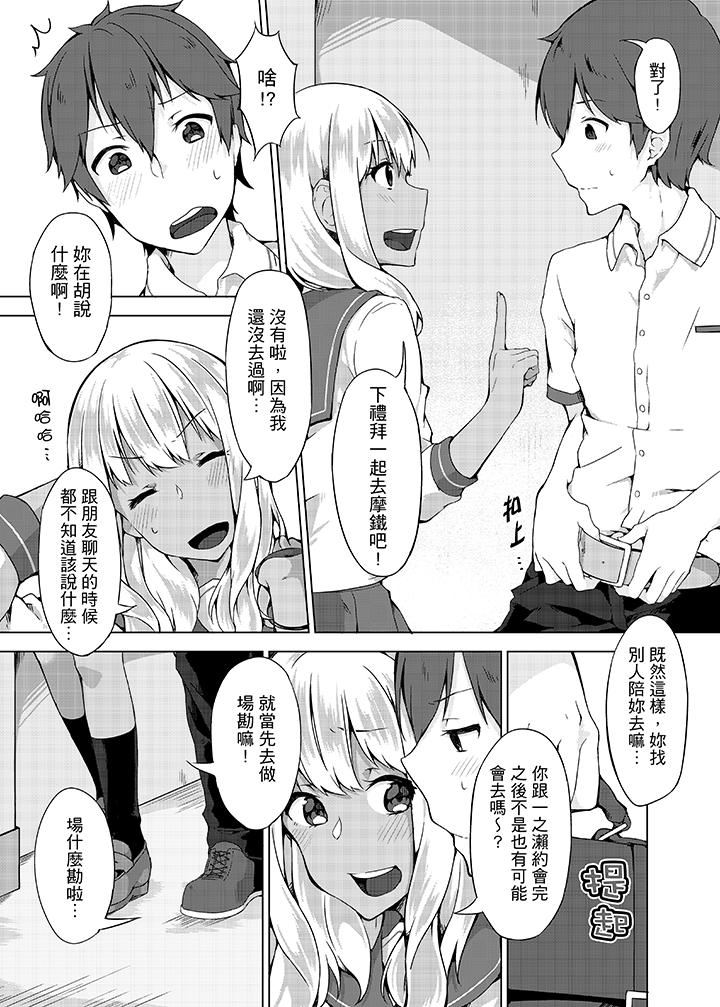 對了！
下禮拜一起去摩鐵吧！
扣上…
啥!?
妳在胡說
什麼啊！
沒有啦，因為我
還沒去過啊…
啊哈哈…
跟朋友聊天的時候
都不知道該說什麼…
既然這樣，妳找
別人陪妳去嘛…
提起
你跟一之瀨約會完
之後不是也有可能
會去嗎～？
就當先去做
場勘嘛！
場什麼勘啦…